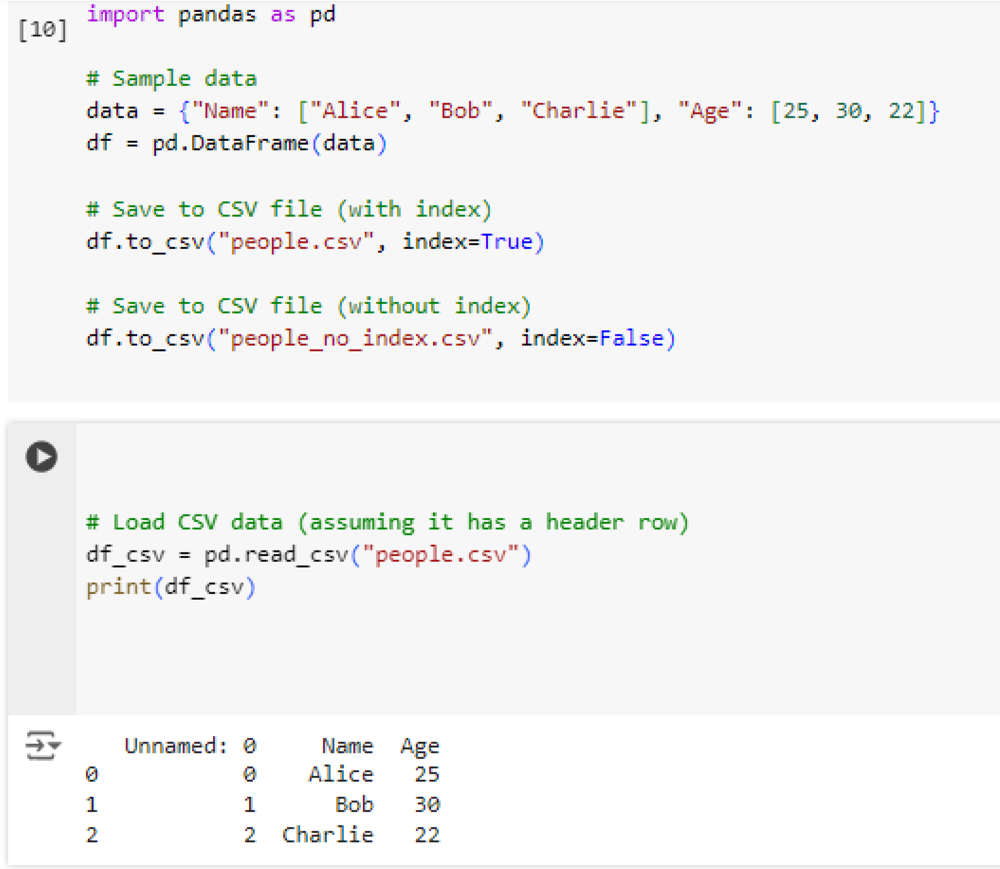 import pandas as pd
[10]
# Sample data
data = {"Name": ["Alice", "Bob", "Charlie"], "Age": [25, 30, 22]}
df = pd.DataFrame(data)
# Save to CSV file (with index)
df.to_csv("people.csv", index=True)
# Save to CSV file (without index)
df.to_csv("people_no_index.csv", index=False)
# Load CSV data (assuming it has a header row)
df_csv = pd.read_csv("people.csv")
print(df_csv)
Unnamed: 0 Name Age
0 0 Alice 25
1 1 Bob 30
2 2 Charlie 22